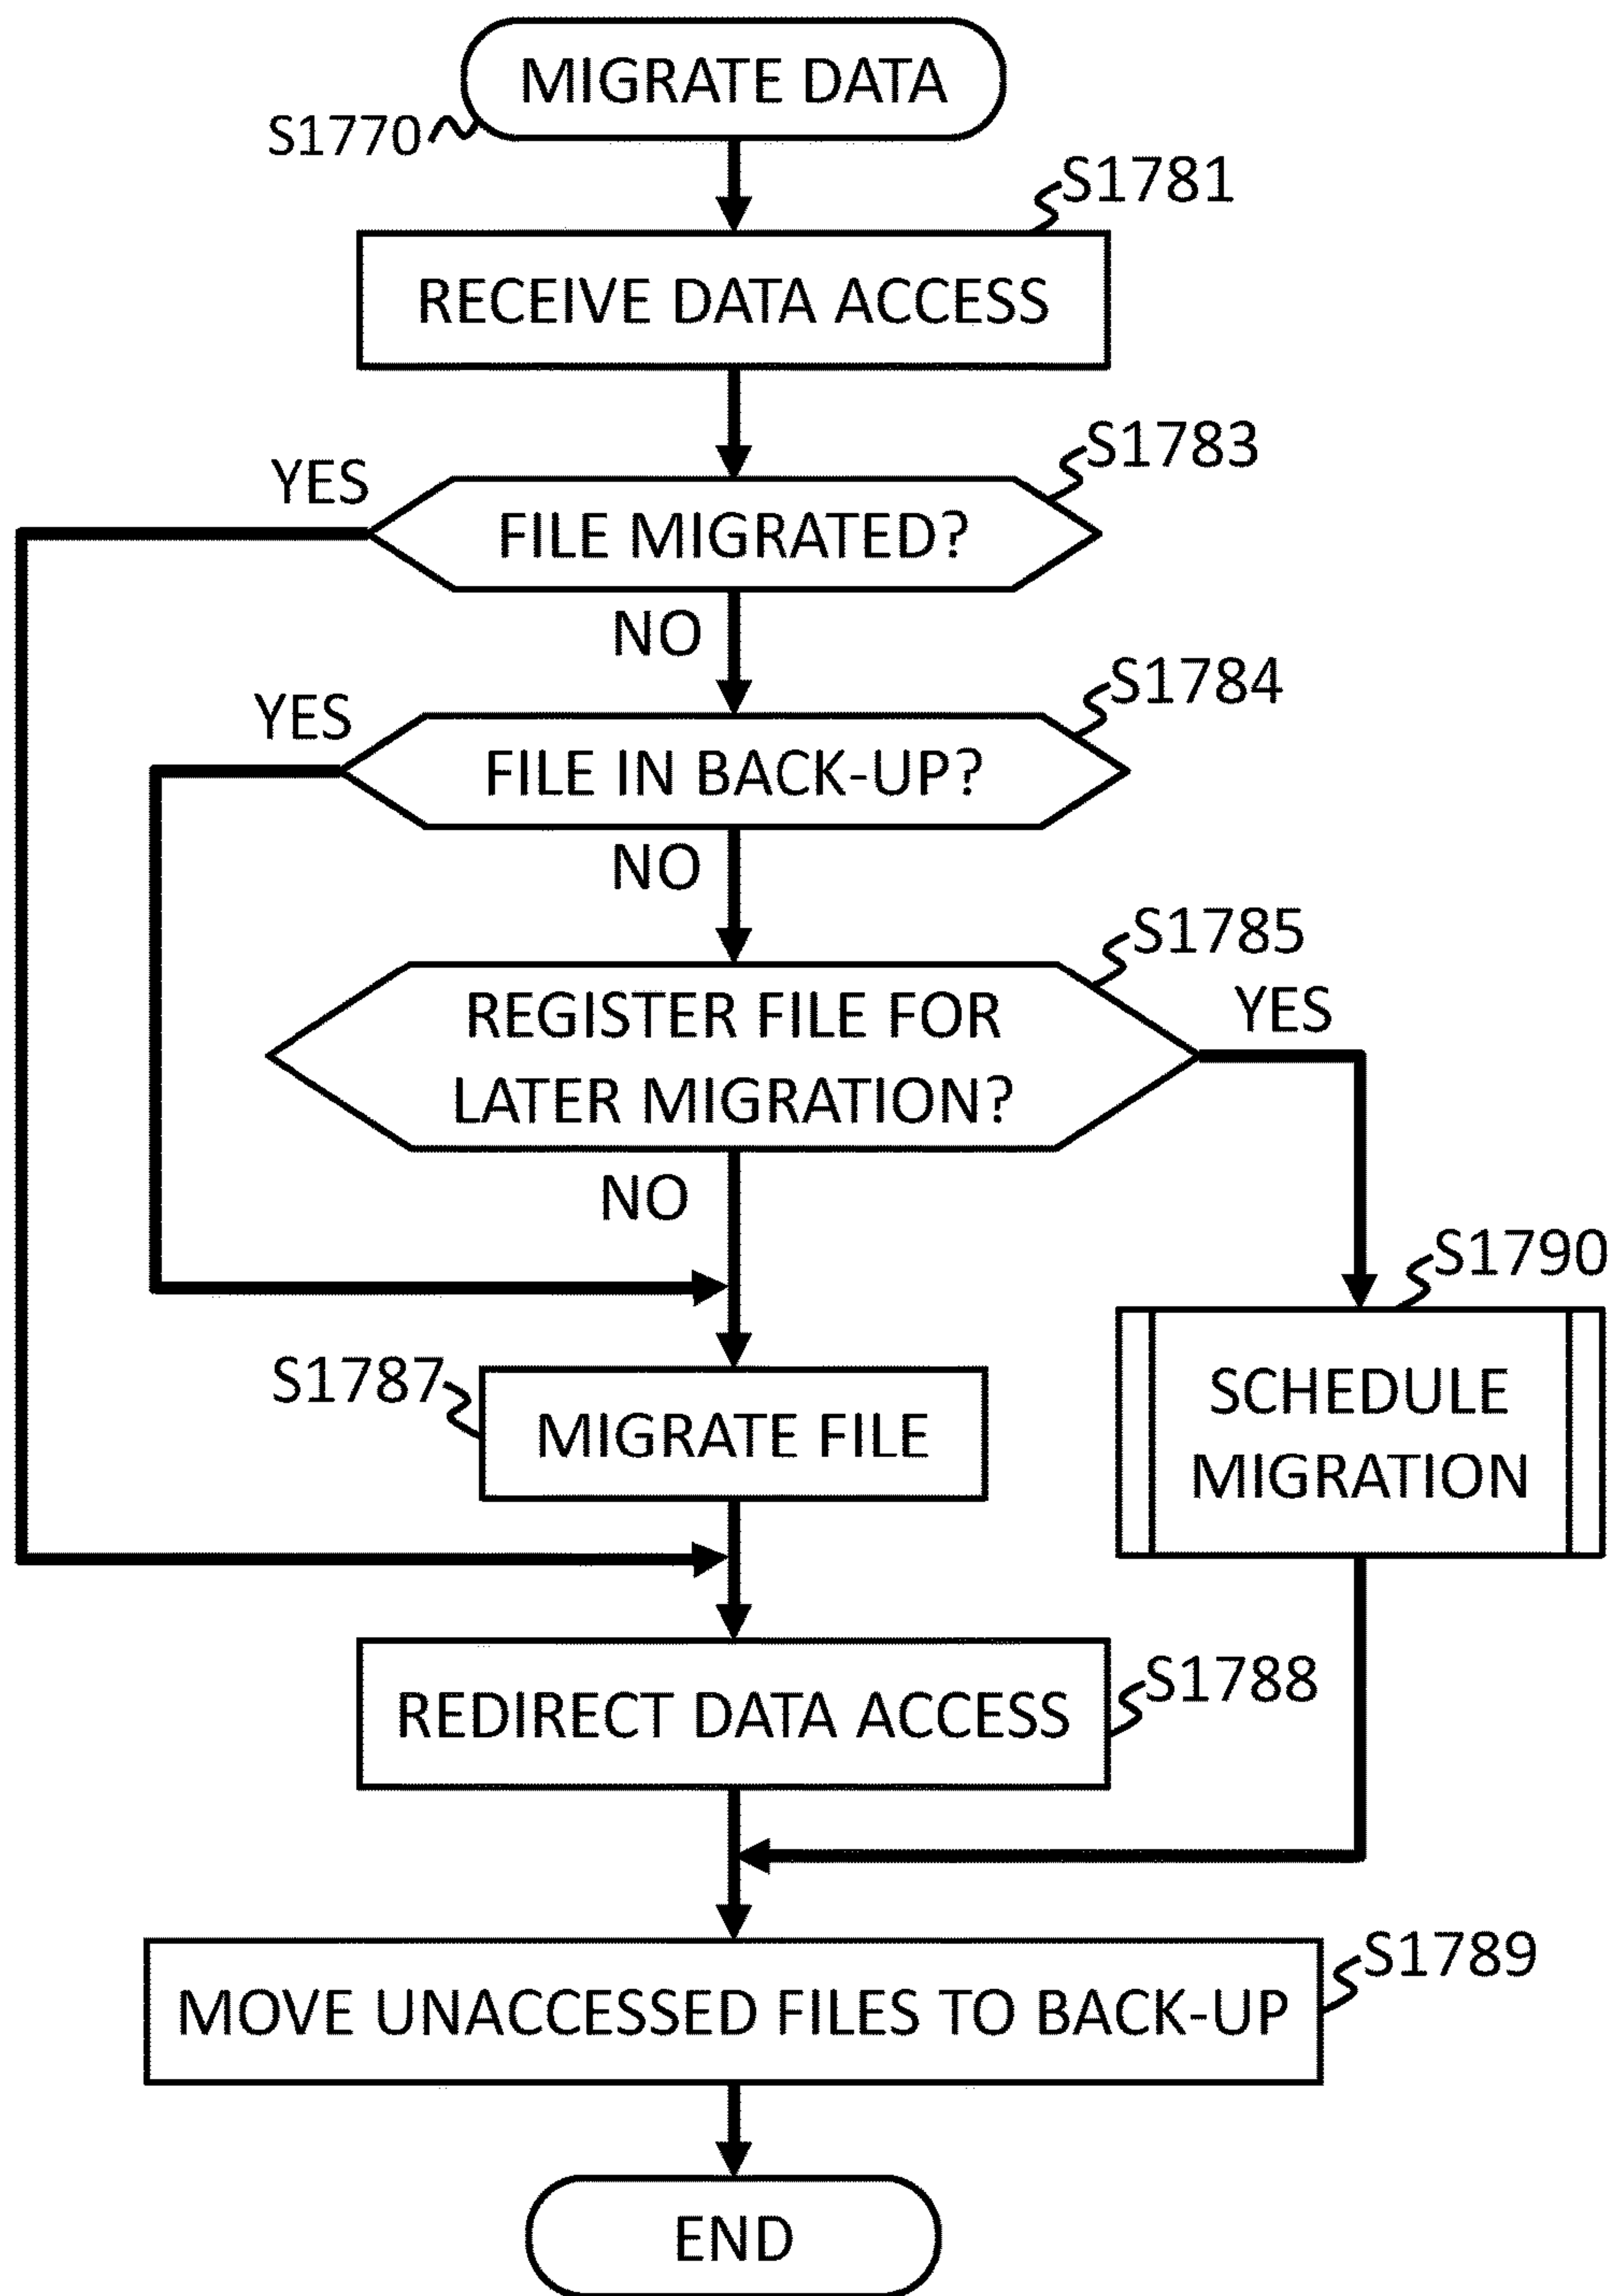 MIGRATE DATA
S1770
S1781
RECEIVE DATA ACCESS
S1783
YES
FILE MIGRATED?
NO
S1784
YES
FILE IN BACK-UP?
NO
S1785
REGISTER FILE FOR
LATER MIGRATION?
YES
NO
S1790
SCHEDULE
MIGRATION
S1787
MIGRATE FILE
S1788
REDIRECT DATA ACCESS
S1789
MOVE UNACCESSED FILES TO BACK-UP
END